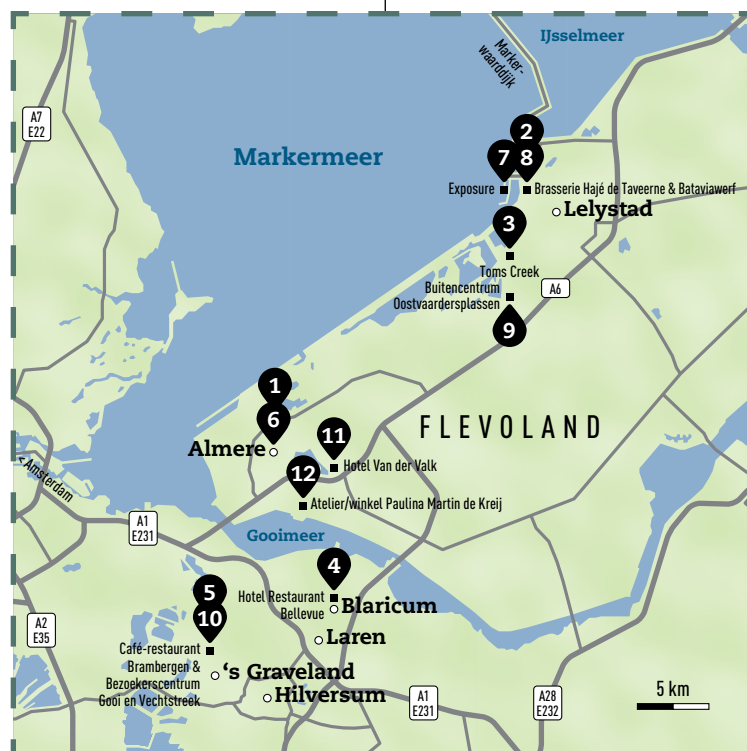 IJsselmeer
Marker-
waarddijk
A7
E22
Markermeer
2
7
8
Exposure
Brasserie Hajé de Taveerne & Bataviawerf
Lelystad
3
Toms Creek
Buitencentrum
Oostvaardersplassen
A6
9
1
6
Almere
FLEVOLAND
11
Hotel Van der Valk
12
Atelier/winkel Paulina Martin de Kreij
< Amsterdam
A1
E231
Gooimeer
4
Hotel Restaurant
Bellevue
Blaricum
5
10
A2
E35
Laren
Café-restaurant
Brambergen &
Bezoekerscentrum
Gooi en Vechtstreek
‘s Graveland
Hilversum
A1
E231
A28
E232
5 km